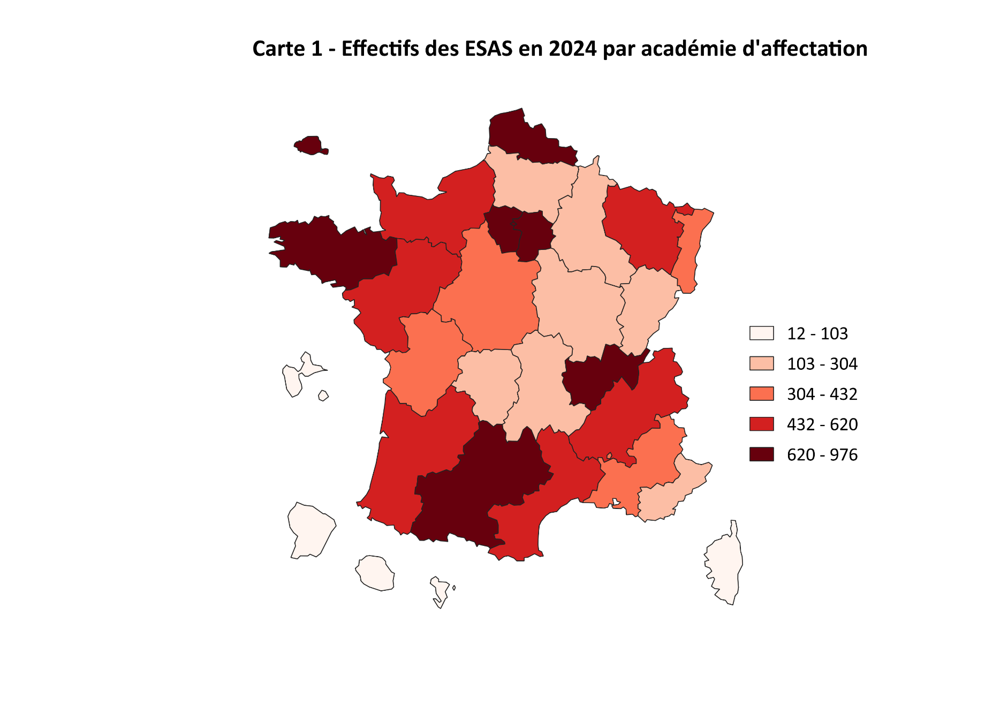 Carte 1 - Effectifs des ESAS en 2024 par académie d'affectation
12 - 103
103 - 304
304 - 432
432 - 620
620 - 976